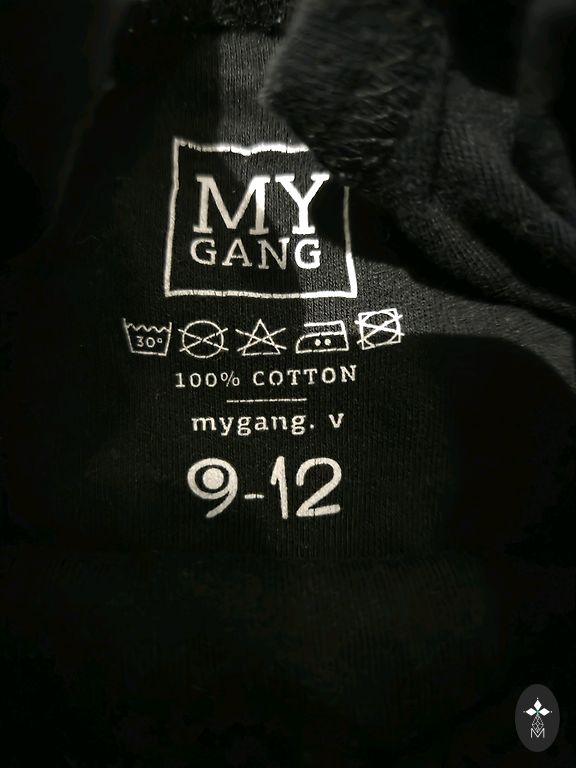 MY
GANG
30°
100% COTTON
mygang. v
9-12
M